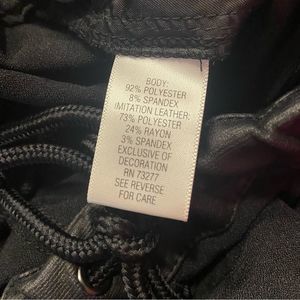 BODY:
92% POLYESTER
8% SPANDEX
IMITATION LEATHER:
73% POLYESTER
24% RAYON
3% SPANDEX
EXCLUSIVE OF
DECORATION
RN 73277
SEE REVERSE
FOR CARE